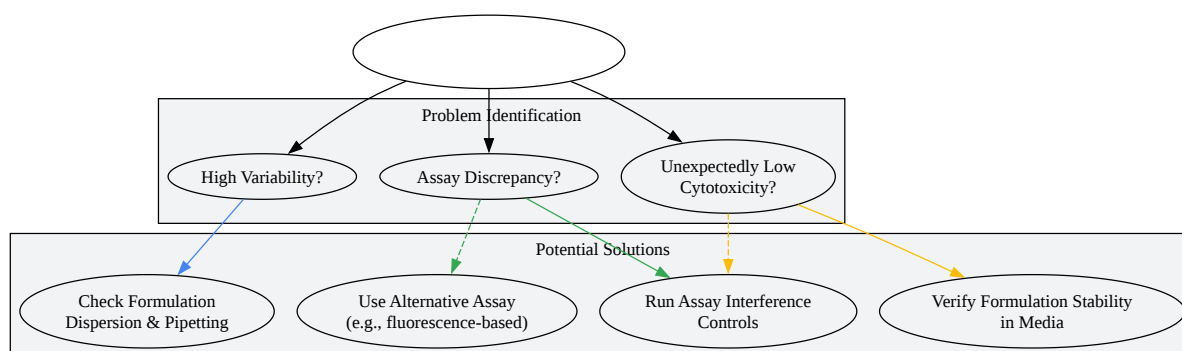 Problem Identification
High Variability?
Assay Discrepancy?
Unexpectedly Low
Cytotoxicity?
Potential Solutions
Check Formulation
Dispersion & Pipetting
Use Alternative Assay
(e.g., fluorescence-based)
Run Assay Interference
Controls
Verify Formulation Stability
in Media